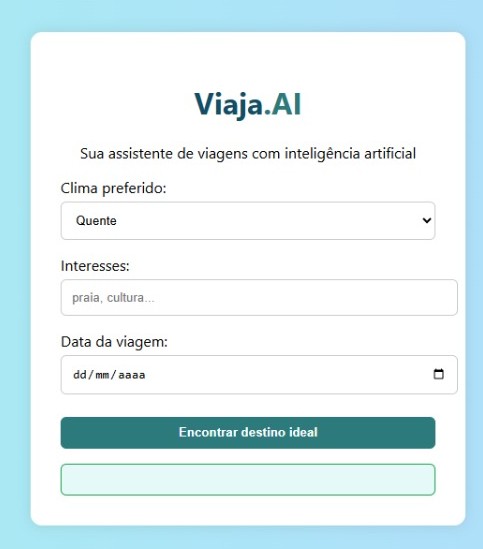 Viaja.AI
Sua assistente de viagens com inteligência artificial
Clima preferido:
Quente
Interesses:
praia, cultura...
Data da viagem:
dd/mm/aaaa
Encontrar destino ideal